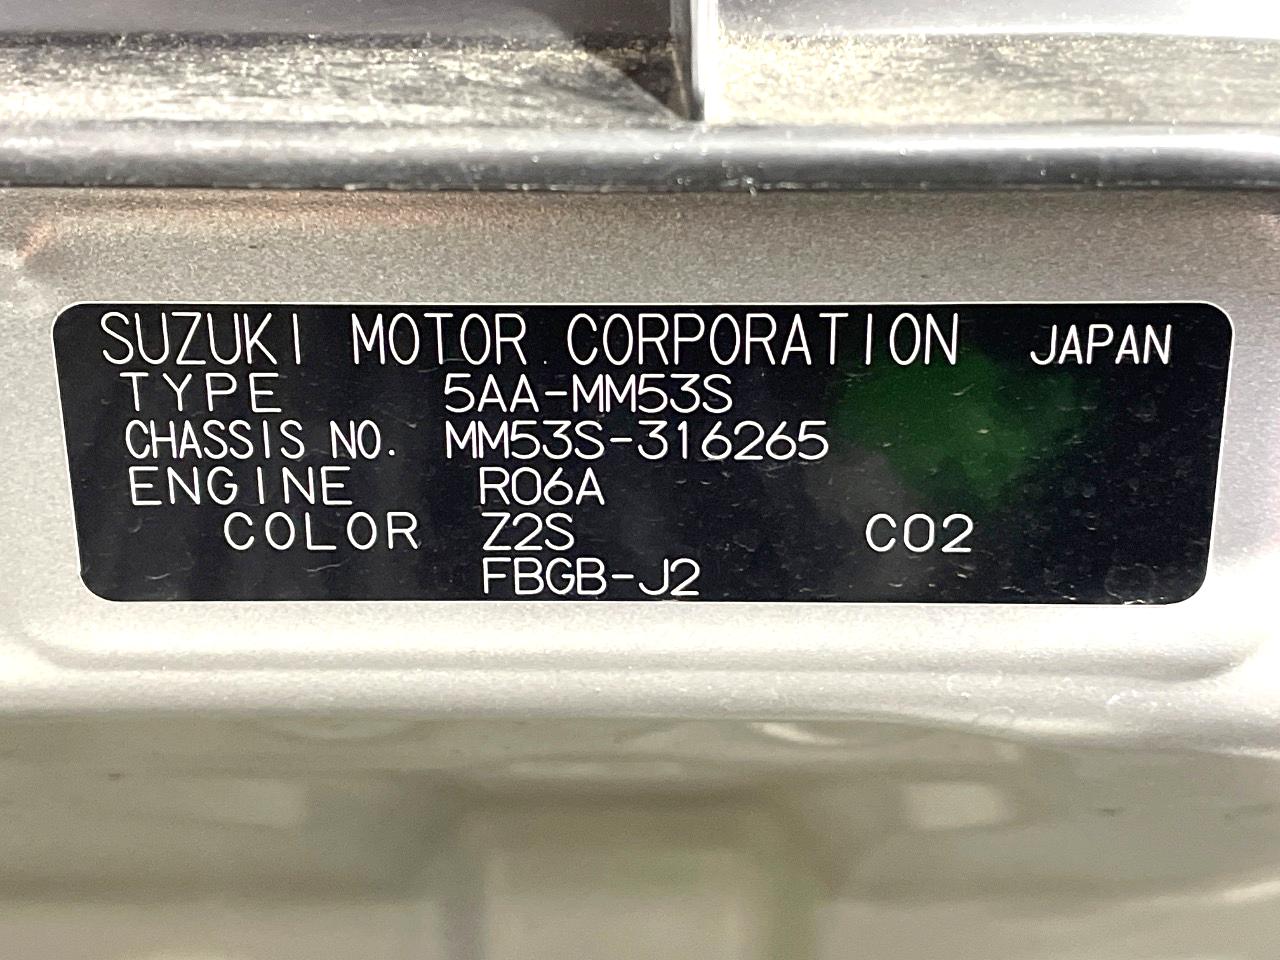 SUZUKI MOTOR CORPORATION JAPAN
TYPE 5AA-MM53S
CHASSIS NO. MM53S-316265
ENGINE R06A
COLOR Z2S C02
FBGB-J2